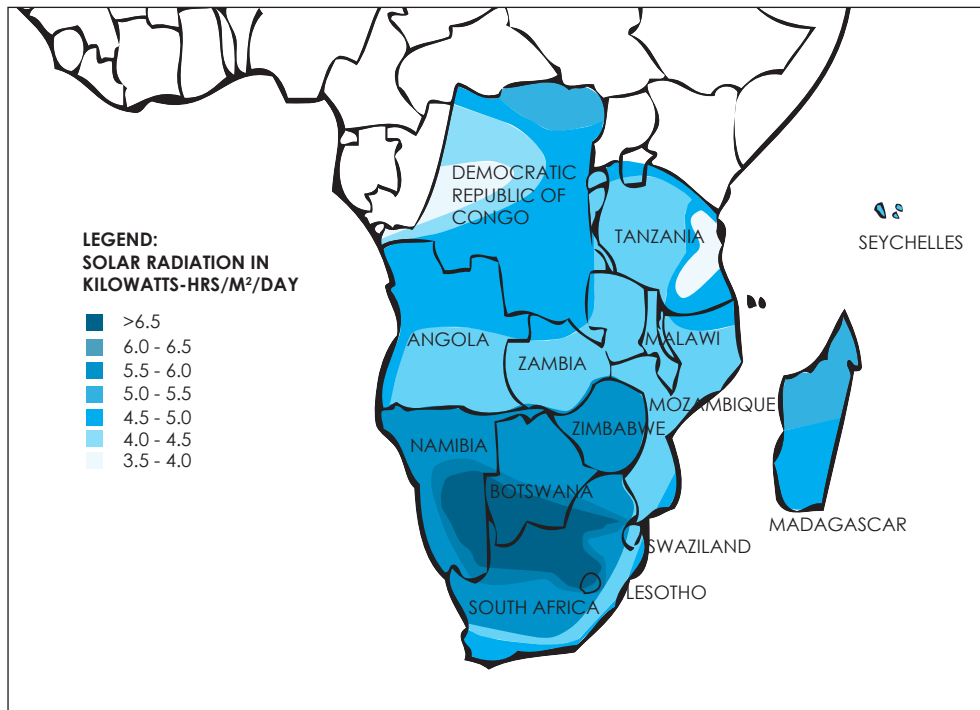 DEMOCRATIC
REPUBLIC OF
CONGO
TANZANIA
SEYCHELLES
LEGEND:
SOLAR RADIATION IN
KILOWATTS-HRS/M²/DAY
>6.5
6.0 - 6.5
5.5 - 6.0
5.0 - 5.5
4.5 - 5.0
4.0 - 4.5
3.5 - 4.0
ANGOLA
MALAWI
ZAMBIA
MOZAMBIQUE
ZIMBABWE
NAMIBIA
BOTSWANA
MADAGASCAR
SWAZILAND
LESOTHO
SOUTH AFRICA